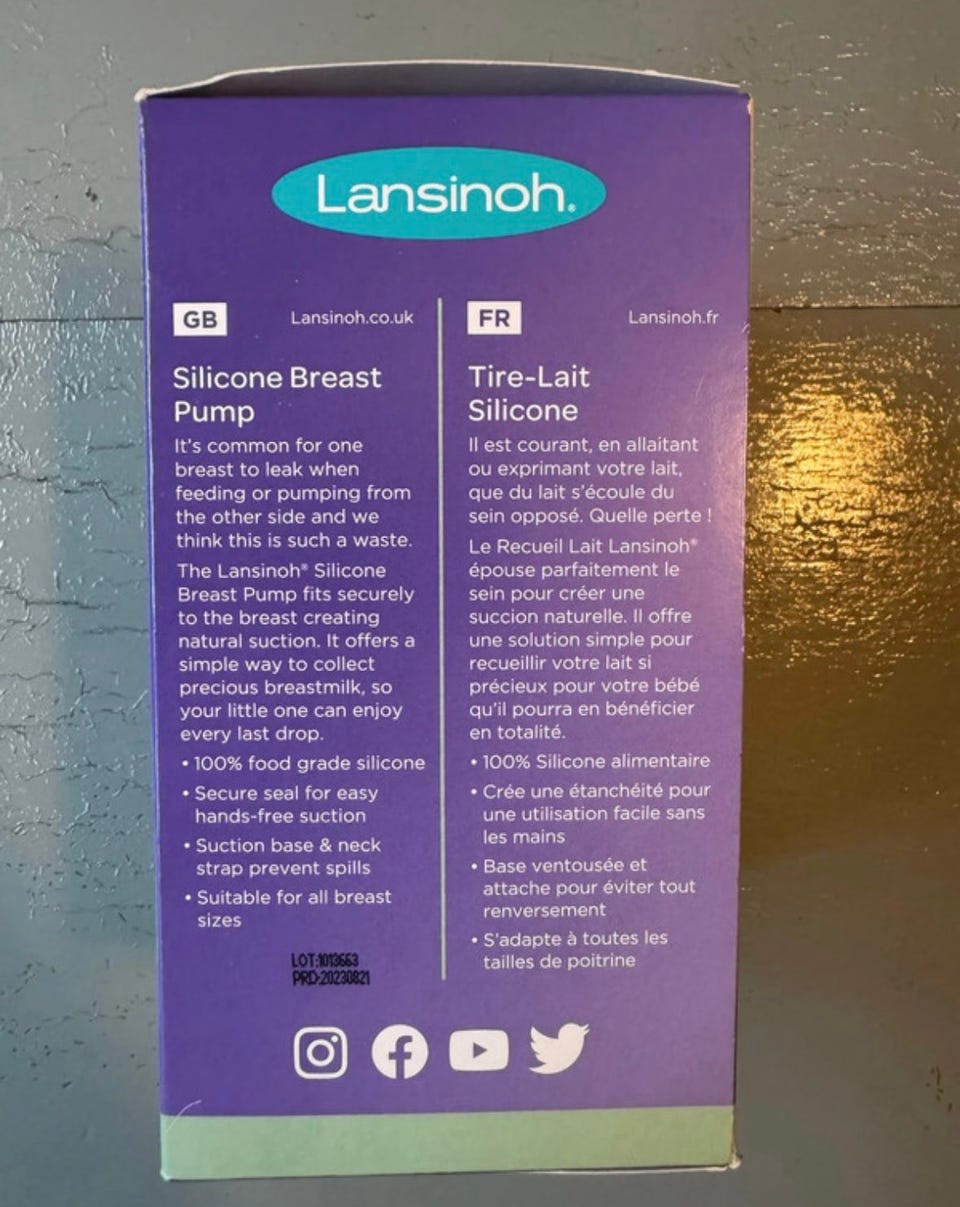 Lansinoh®
GB
Lansinoh.co.uk
Silicone Breast
Pump
It's common for one
breast to leak when
feeding or pumping from
the other side and we
think this is such a waste.
The Lansinoh® Silicone
Breast Pump fits securely
to the breast creating
natural suction. It offers a
simple way to collect
precious breastmilk, so
your little one can enjoy
every last drop.
• 100% food grade silicone
• Secure seal for easy
hands-free suction
• Suction base & neck
strap prevent spills
• Suitable for all breast
sizes
LOT:1013663
PRD:20230821
FR
Lansinoh.fr
Tire-Lait
Silicone
Il est courant, en allaitant
ou exprimant votre lait,
que du lait s'écoule du
sein opposé. Quelle perte !
Le Recueil Lait Lansinoh®
épouse parfaitement le
sein pour créer une
succion naturelle. Il offre
une solution simple pour
recueillir votre lait si
précieux pour votre bébé
qu'il pourra en bénéficier
en totalité.
• 100% Silicone alimentaire
• Crée une étanchéité pour
une utilisation facile sans
les mains
• Base ventousée et
attache pour éviter tout
renversement
• S'adapte à toutes les
tailles de poitrine